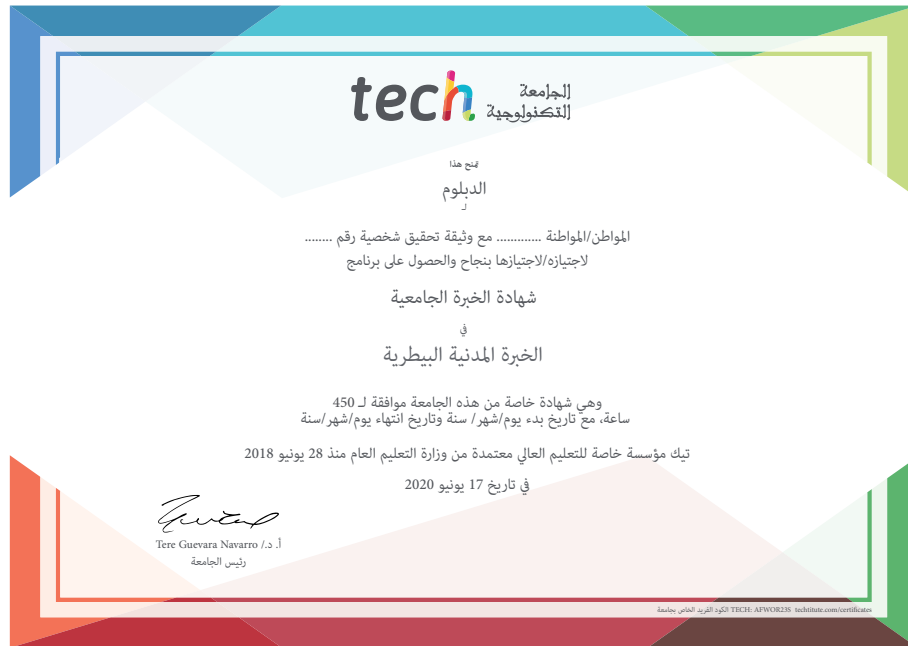 tech الجامعة
التكنولوجية
تمنح هذا
الدبلوم
لـ
المواطن/المواطنة ............. مع وثيقة تحقيق شخصية رقم ........
لاجتيازه/لاجتيازها بنجاح والحصول على برنامج
شهادة الخبرة الجامعية
في
الخبرة المدنية البيطرية
وهي شهادة خاصة من هذه الجامعة موافقة لـ 450
ساعة، مع تاريخ بدء يوم/شهر/ سنة وتاريخ انتهاء يوم/شهر/سنة
تيك مؤسسة خاصة للتعليم العالي معتمدة من وزارة التعليم العام منذ 28 يونيو 2018
في تاريخ 17 يونيو 2020
أ. د./ Tere Guevara Navarro
رئيس الجامعة
الكود الفريد الخاص بجامعة TECH: AFWOR23S techtitute.com/certificates